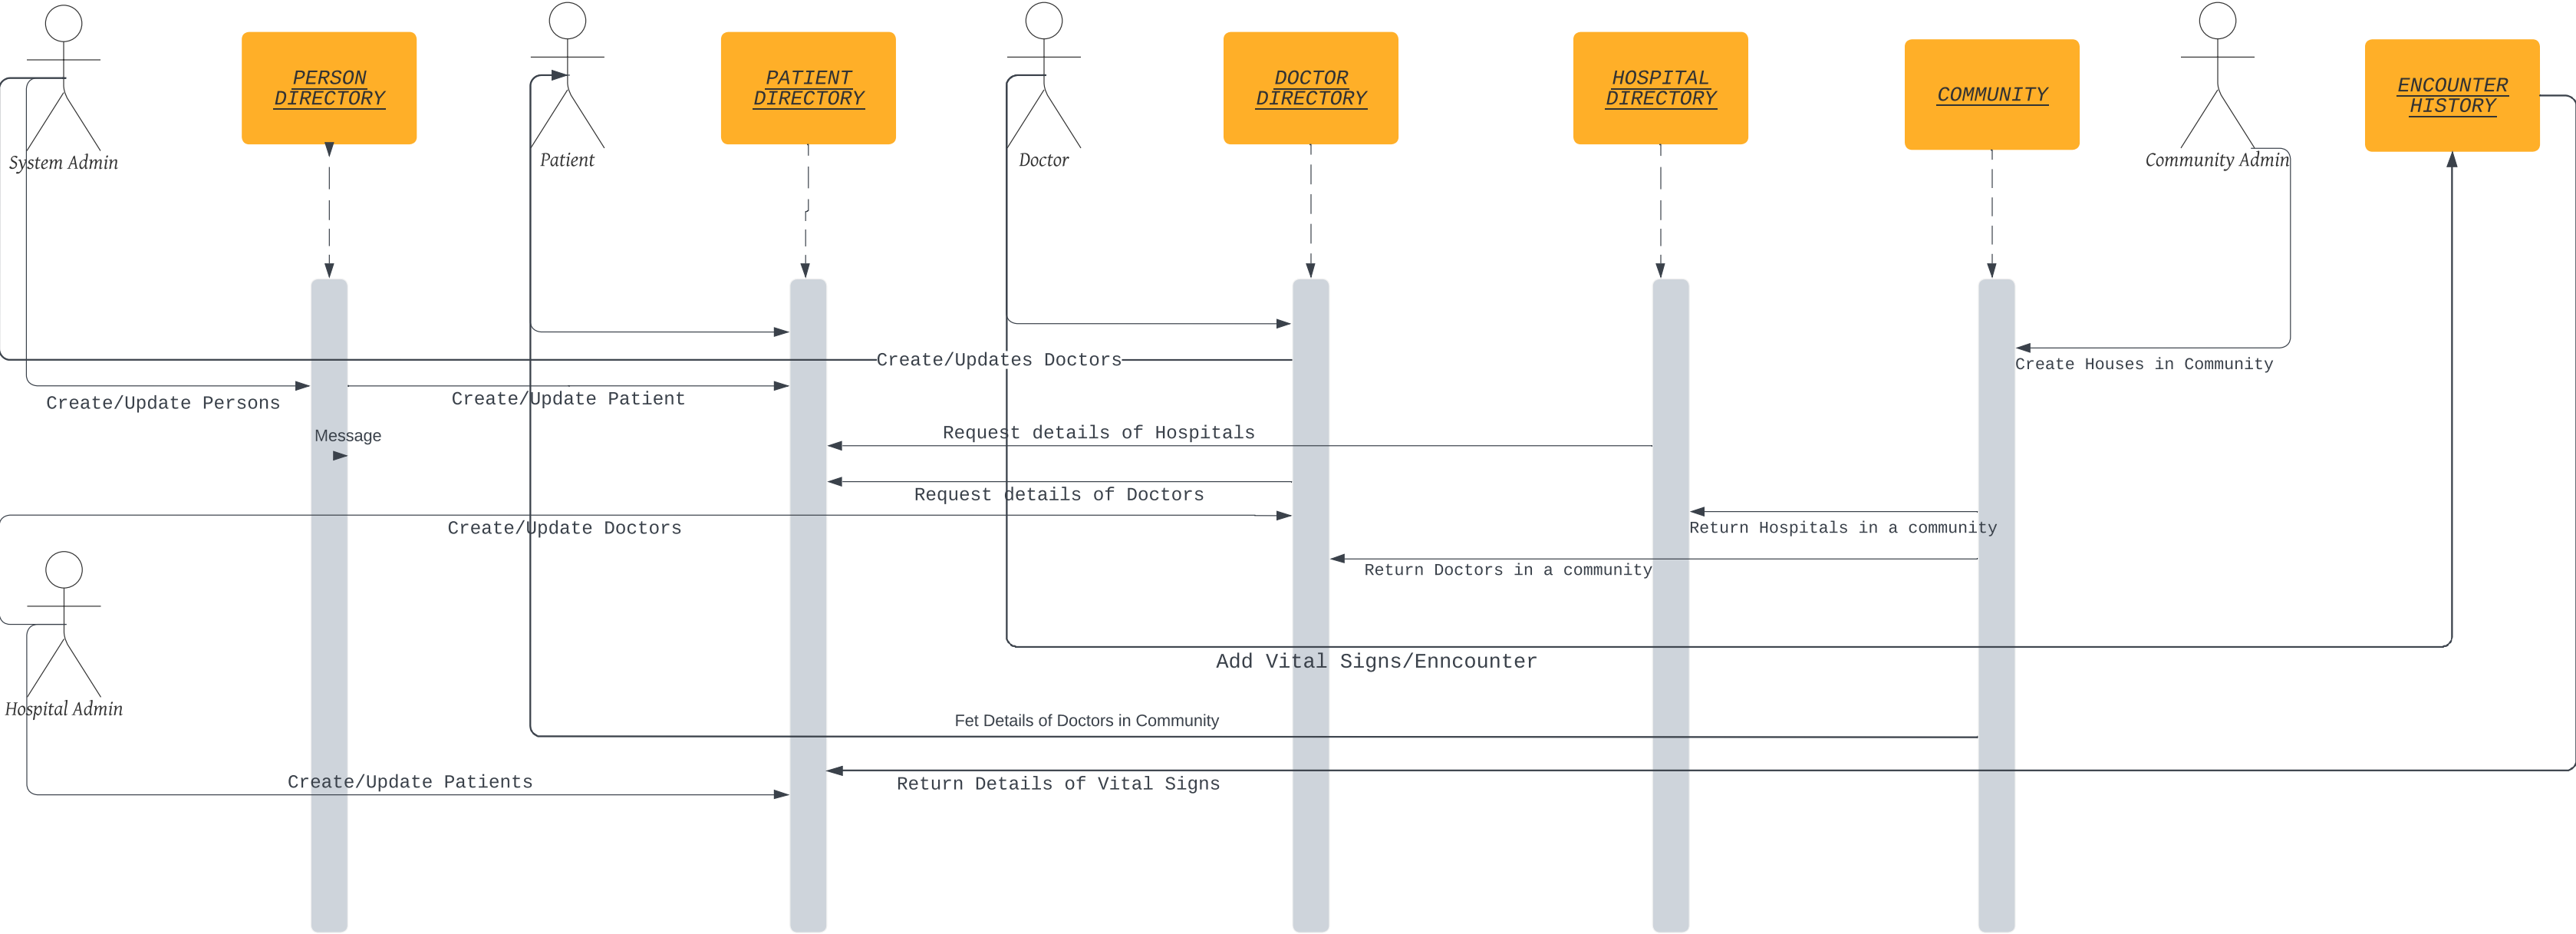 PERSON
DIRECTORY
PATIENT
DIRECTORY
DOCTOR
DIRECTORY
HOSPITAL
DIRECTORY
COMMUNITY
ENCOUNTER
HISTORY
System Admin
Patient
Doctor
Community Admin
Create/Updates Doctors
Create Houses in Community
Create/Update Persons
Create/Update Patient
Message
Request details of Hospitals
Request details of Doctors
Create/Update Doctors
Return Hospitals in a community
Return Doctors in a community
Add Vital Signs/Enncounter
Hospital Admin
Fet Details of Doctors in Community
Create/Update Patients
Return Details of Vital Signs